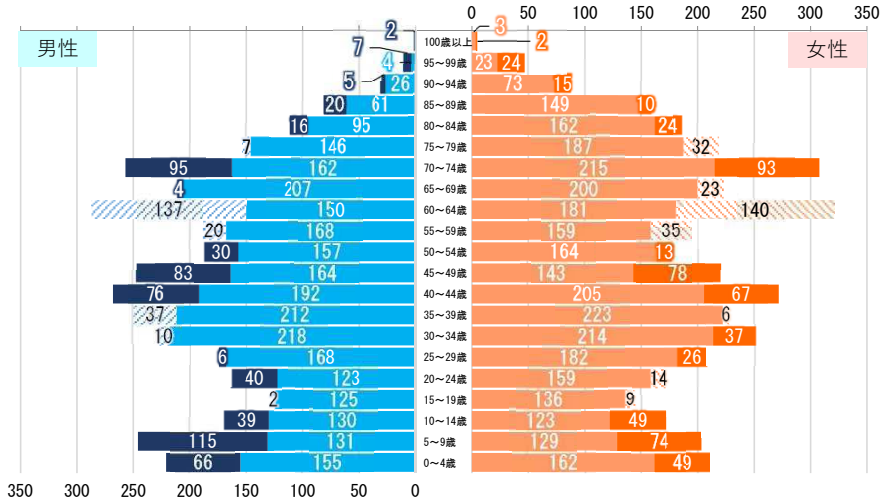 0 50 100 150 200 250 300 350
男性
女性
2 100歳以上 3 2
7 4 95～99歳 23 24
5 26 90～94歳 73 15
20 61 85～89歳 149 10
16 95 80～84歳 162 24
7 146 75～79歳 187 32
95 162 70～74歳 215 93
4 207 65～69歳 200 23
137 150 60～64歳 181 140
20 168 55～59歳 159 35
30 157 50～54歳 164 13
83 164 45～49歳 143 78
76 192 40～44歳 205 67
37 212 35～39歳 223 6
10 218 30～34歳 214 37
6 168 25～29歳 182 26
40 123 20～24歳 159 14
2 125 15～19歳 136 9
39 130 10～14歳 123 49
115 131 5～9歳 129 74
66 155 0～4歳 162 49
350 300 250 200 150 100 50 0